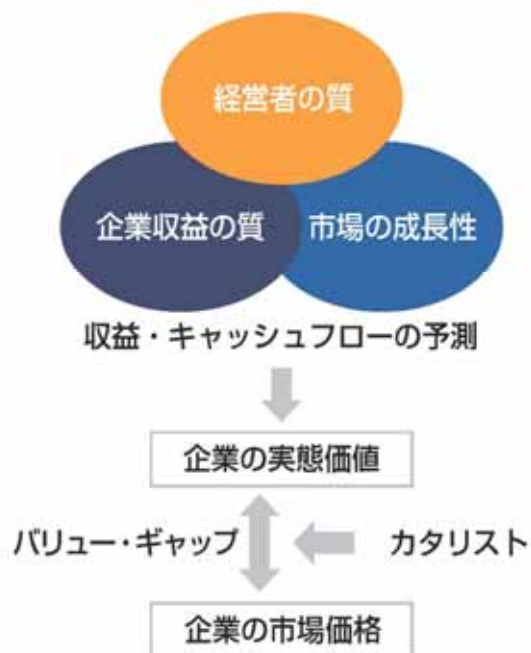 経営者の質
企業収益の質
市場の成長性
収益・キャッシュフローの予測
企業の実態価値
バリュー・ギャップ
カタリスト
企業の市場価格